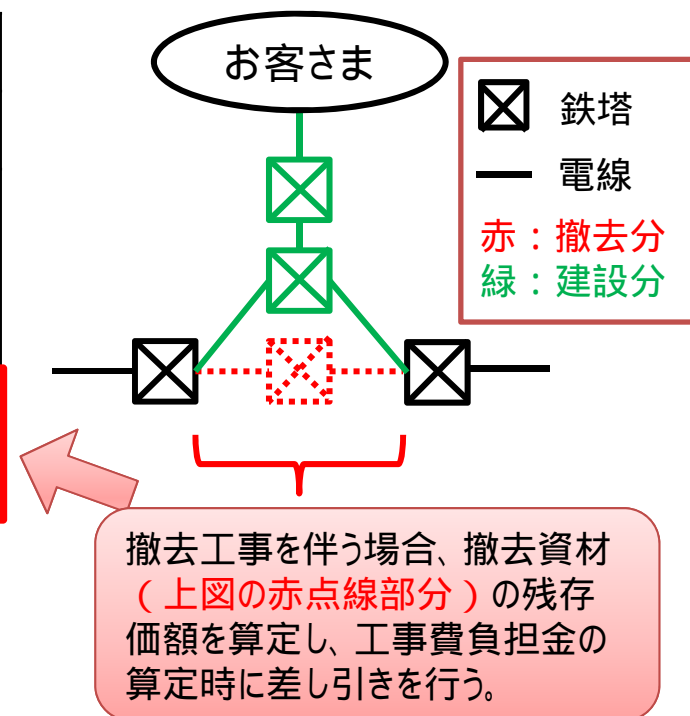 お客さま
鉄塔
電線
赤：撤去分
緑：建設分
撤去工事を伴う場合、撤去資材
（上図の赤点線部分）の残存
価額を算定し、工事費負担金の
算定時に差し引きを行う。